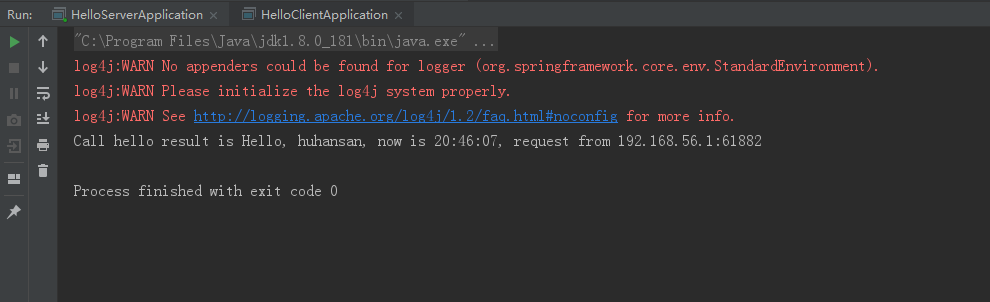 Run: HelloServerApplication × HelloClientApplication ×
"C:\Program Files\Java\jdk1.8.0_181\bin\java.exe" ...
log4j:WARN No appenders could be found for logger (org.springframework.core.env.StandardEnvironment).
log4j:WARN Please initialize the log4j system properly.
log4j:WARN See http://logging.apache.org/log4j/1.2/faq.html#noconfig for more info.
Call hello result is Hello, huhansan, now is 20:46:07, request from 192.168.56.1:61882
Process finished with exit code 0